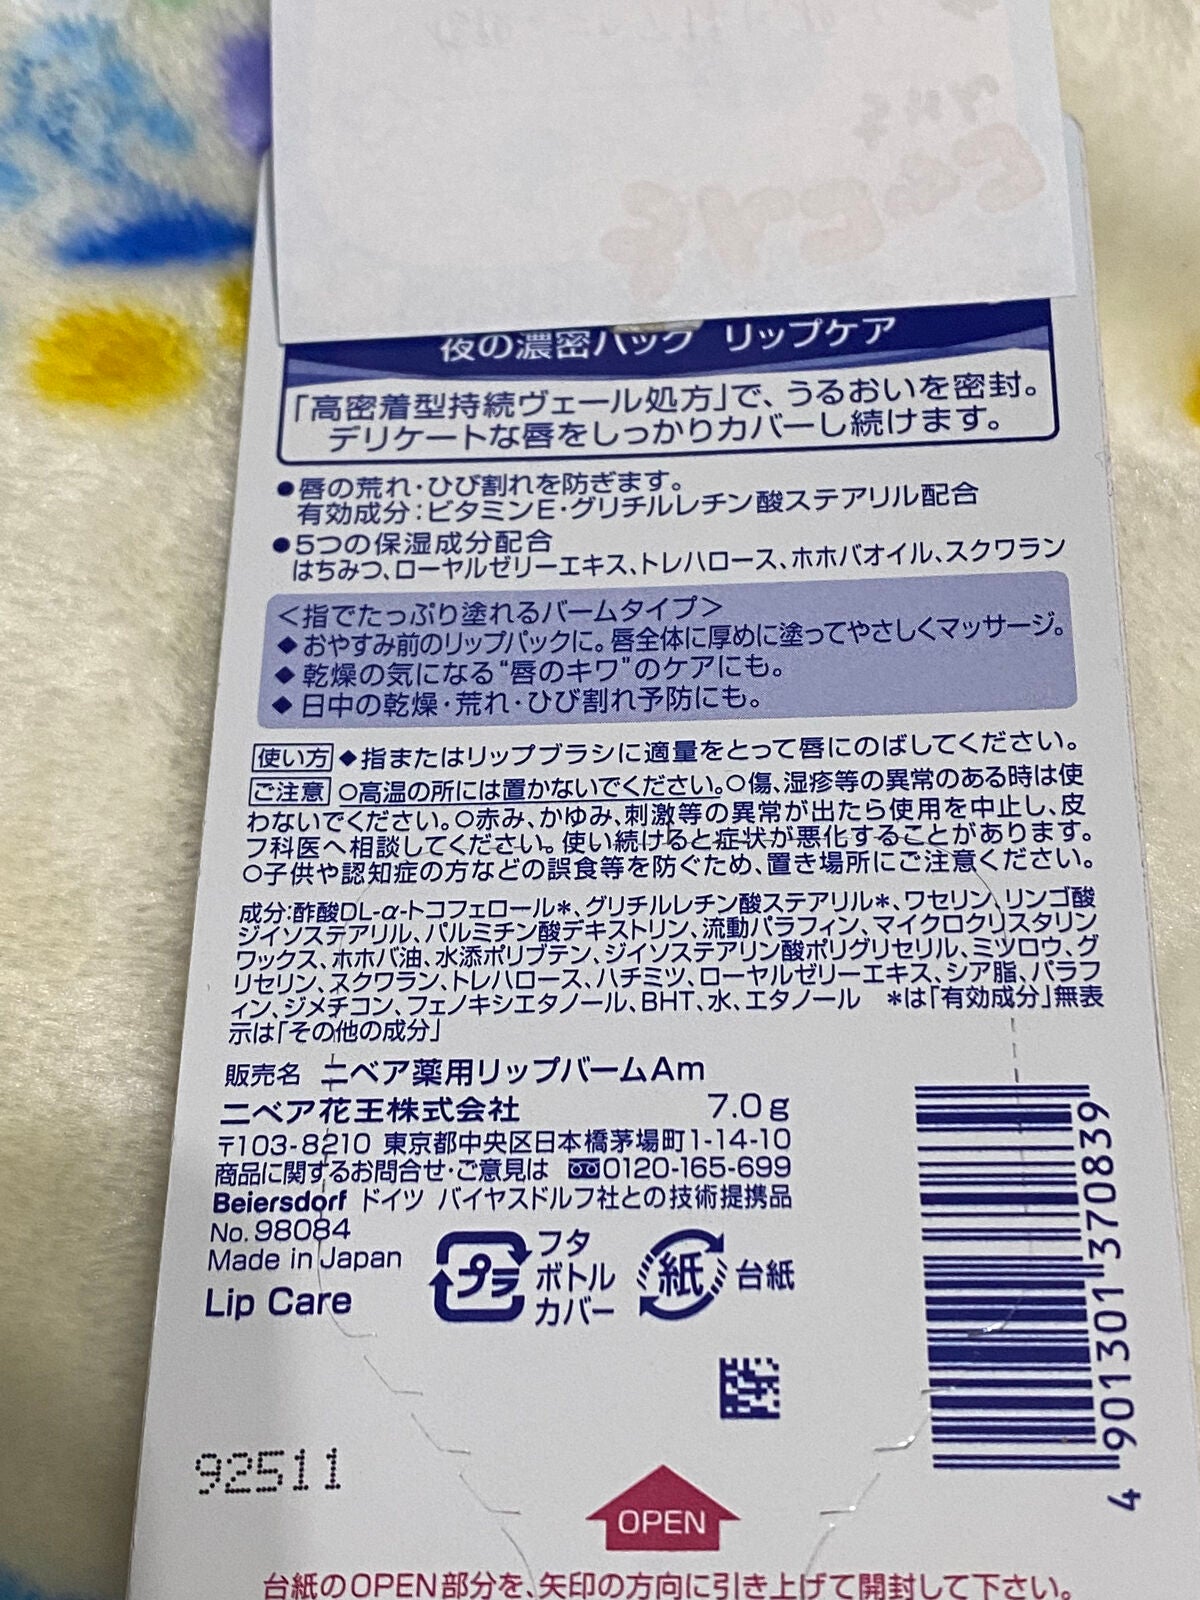 夜の濃密パック リップケア
「高密着型持続ヴェール処方」で、うるおいを密封。
デリケートな唇をしっかりカバーし続けます。
●唇の荒れ・ひび割れを防ぎます。
有効成分：ビタミンE・グリチルレチン酸ステアリル配合
●5つの保湿成分配合
はちみつ、ローヤルゼリーエキス、トレハロース、ホホバオイル、スクワラン
＜指でたっぷり塗れるバームタイプ＞
◆おやすみ前のリップパックに。唇全体に厚めに塗ってやさしくマッサージ。
◆乾燥の気になる“唇のキワ”のケアにも。
◆日中の乾燥・荒れ・ひび割れ予防にも。
使い方 ◆指またはリップブラシに適量をとって唇にのばしてください。
ご注意 ○高温の所には置かないでください。○傷、湿疹等の異常のある時は使
わないでください。○赤み、かゆみ、刺激等の異常が出たら使用を中止し、皮
フ科医へ相談してください。使い続けると症状が悪化することがあります。
○子供や認知症の方などの誤食等を防ぐため、置き場所にご注意ください。
成分：酢酸DL-α-トコフェロール＊、グリチルレチン酸ステアリル＊、ワセリン、リンゴ酸
ジイソステアリル、パルミチン酸デキストリン、流動パラフィン、マイクロクリスタリン
ワックス、ホホバ油、水添ポリブテン、ジイソステアリン酸ポリグリセリル、ミツロウ、グ
リセリン、スクワラン、トレハロース、ハチミツ、ローヤルゼリーエキス、シア脂、パラフ
ィン、ジメチコン、フェノキシエタノール、BHT、水、エタノール ＊は「有効成分」無表
示は「その他の成分」
販売名 ニベア薬用リップバームAm
ニベア花王株式会社 7.0g
〒103-8210 東京都中央区日本橋茅場町1-14-10
商品に関するお問合せ・ご意見は 0120-165-699
Beiersdorf ドイツ バイヤスドルフ社との技術提携品
No. 98084
Made in Japan
Lip Care
プラ
フタ
ボトル
カバー
紙 台紙
4 901301 370839
92511
OPEN
台紙のOPEN部分を、矢印の方向に引き上げて開封して下さい。